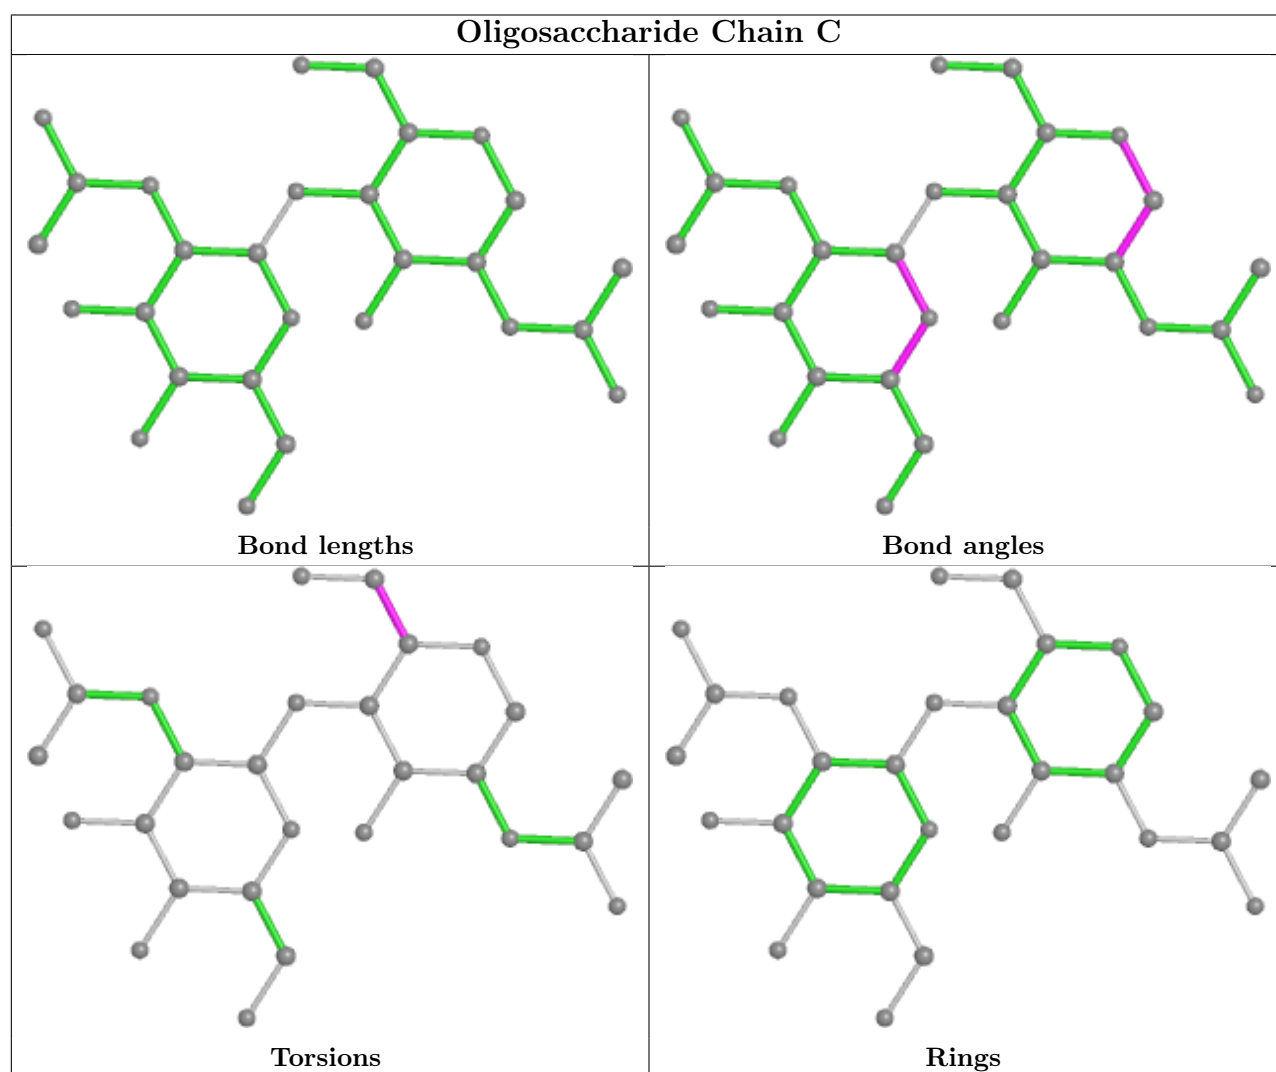 Oligosaccharide Chain C
Bond lengths
Bond angles
Torsions
Rings